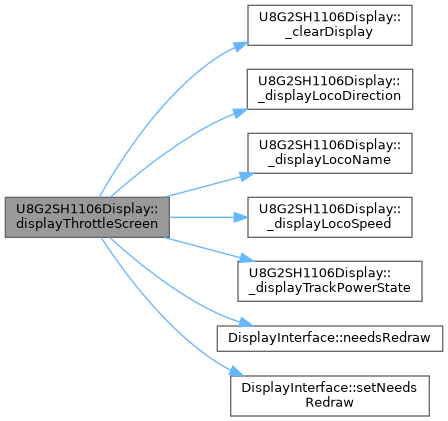 U8G2SH1106Display::
displayThrottleScreen
U8G2SH1106Display::
_clearDisplay
U8G2SH1106Display::
_displayLocoDirection
U8G2SH1106Display::
_displayLocoName
U8G2SH1106Display::
_displayLocoSpeed
U8G2SH1106Display::
_displayTrackPowerState
DisplayInterface::needsRedraw
DisplayInterface::setNeeds
Redraw